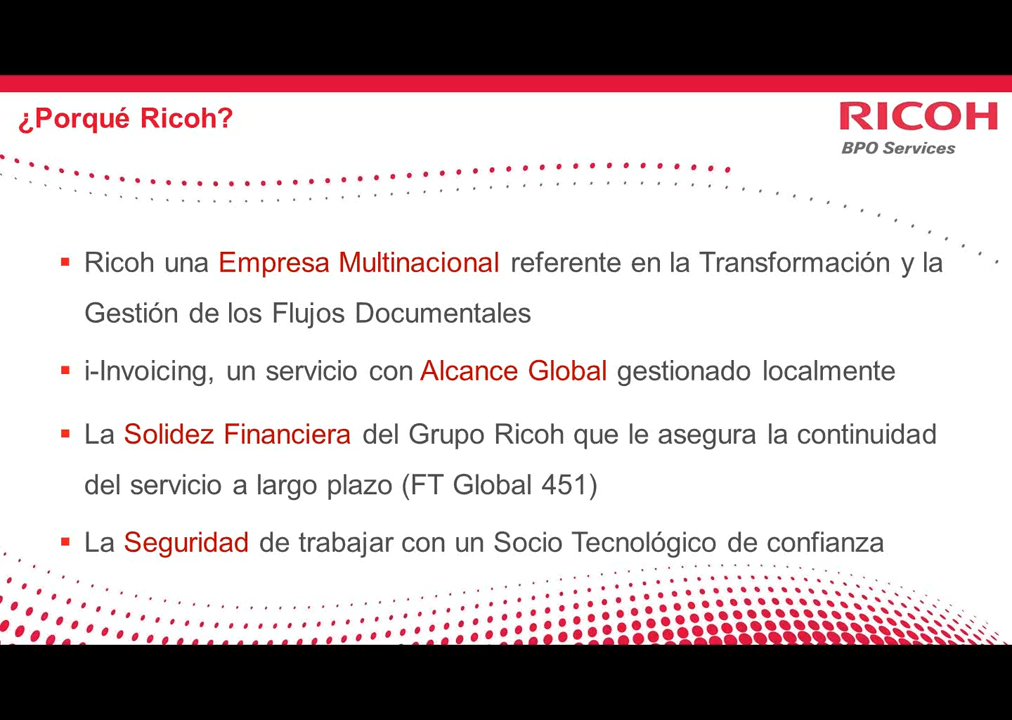 ¿Porqué Ricoh?
RICOH
BPO Services
▪ Ricoh una Empresa Multinacional referente en la Transformación y la
Gestión de los Flujos Documentales
▪ i-Invoicing, un servicio con Alcance Global gestionado localmente
▪ La Solidez Financiera del Grupo Ricoh que le asegura la continuidad
del servicio a largo plazo (FT Global 451)
▪ La Seguridad de trabajar con un Socio Tecnológico de confianza